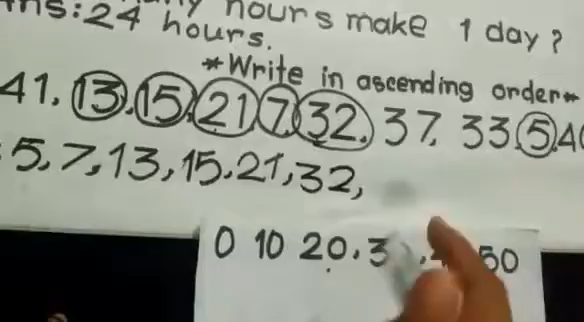 ns: 24 hours make 1 day?
hours.
*Write in ascending order*
41, 13, 15, 21, 7, 32, 37, 33, 5, 40
5, 7, 13, 15, 21, 32,
0 10 20 . 50